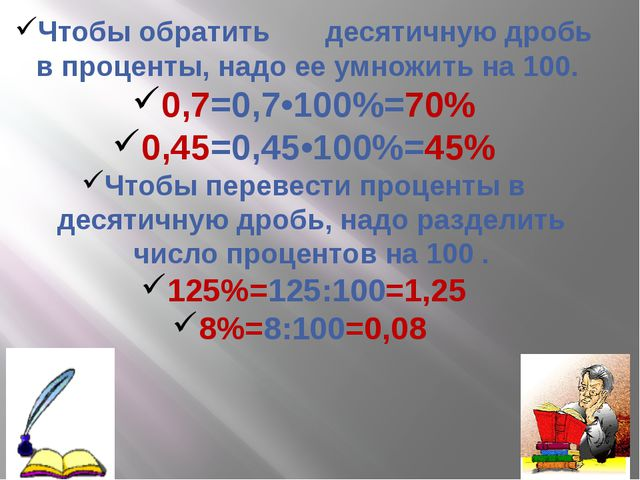 Чтобы обратить десятичную дробь
в проценты, надо ее умножить на 100.
0,7=0,7•100%=70%
0,45=0,45•100%=45%
Чтобы перевести проценты в
десятичную дробь, надо разделить
число процентов на 100 .
125%=125:100=1,25
8%=8:100=0,08